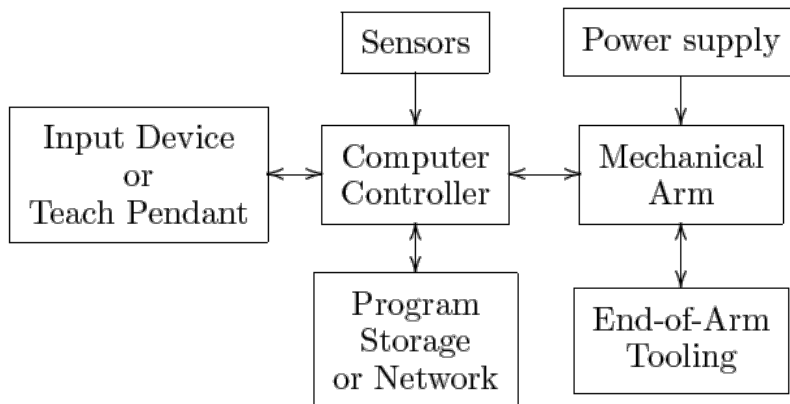 Sensors
Power supply
Input Device
or
Teach Pendant
Computer
Controller
Mechanical
Arm
Program
Storage
or Network
End-of-Arm
Tooling